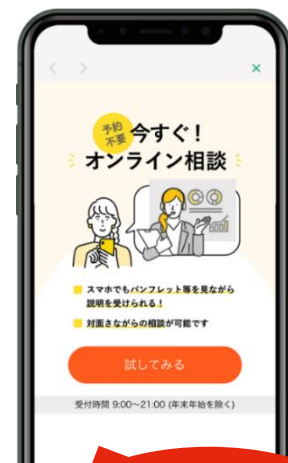 予約
不要
今すぐ！
オンライン相談
スマホでもパンフレット等を見ながら
説明を受けられる！
対面さながらの相談が可能です
試してみる
受付時間 9:00〜21:00 (年末年始を除く)